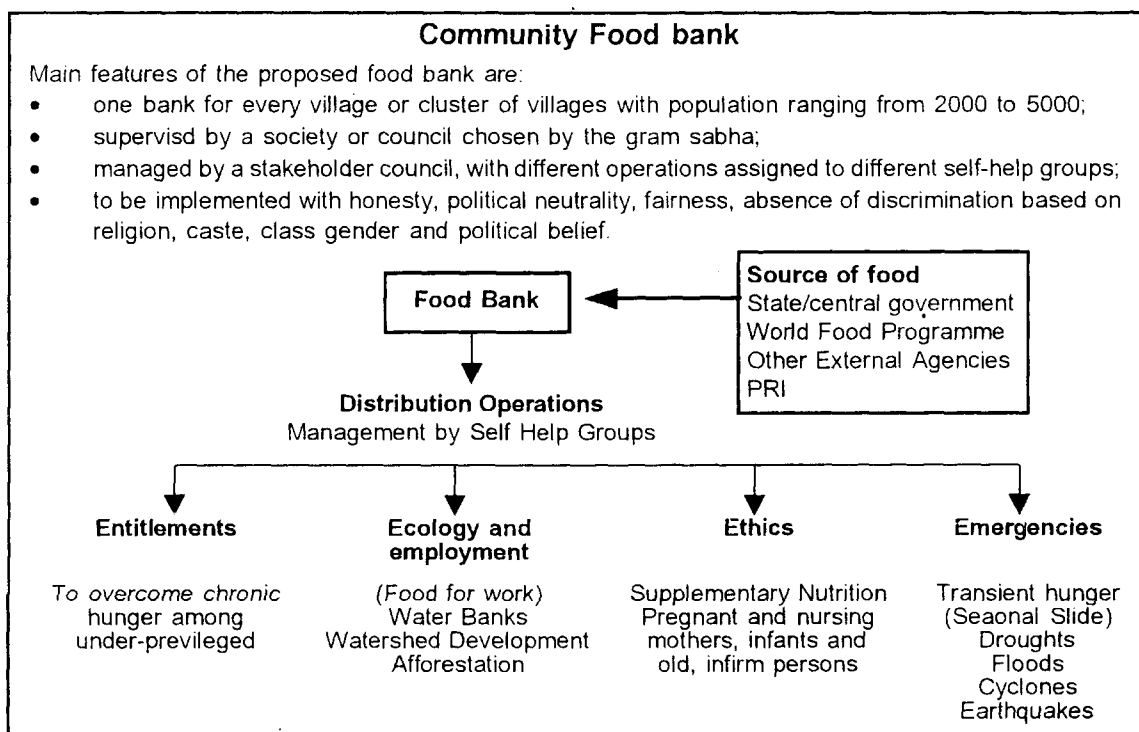 Community Food bank
Main features of the proposed food bank are:
• one bank for every village or cluster of villages with population ranging from 2000 to 5000;
• supervisd by a society or council chosen by the gram sabha;
• managed by a stakeholder council, with different operations assigned to different self-help groups;
• to be implemented with honesty, political neutrality, fairness, absence of discrimination based on
religion, caste, class gender and political belief.
Food Bank
Source of food
State/central government
World Food Programme
Other External Agencies
PRI
Distribution Operations
Management by Self Help Groups
Entitlements
To overcome chronic
hunger among
under-previleged
Ecology and
employment
(Food for work)
Water Banks
Watershed Development
Afforestation
Ethics
Supplementary Nutrition
Pregnant and nursing
mothers, infants and
old, infirm persons
Emergencies
Transient hunger
(Seaonal Slide)
Droughts
Floods
Cyclones
Earthquakes